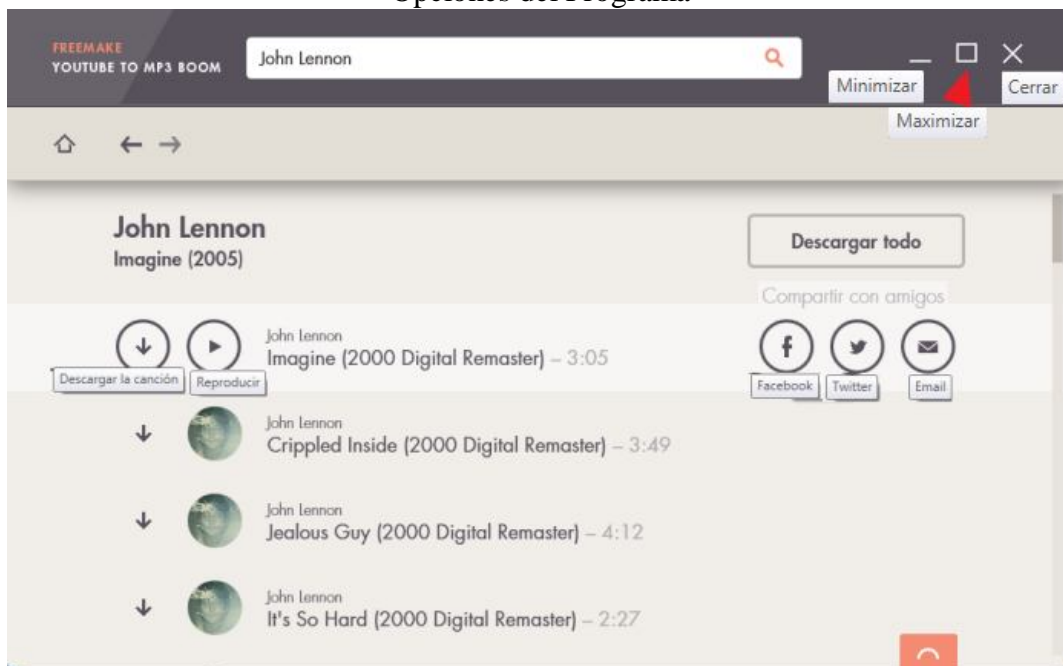 Opciones del Programa
FREEMAKE
YOUTUBE TO MP3 BOOM
John Lennon
Minimizar
Cerrar
Maximizar
John Lennon
Imagine (2005)
Descargar todo
Compartir con amigos
John Lennon
Imagine (2000 Digital Remaster) – 3:05
Descargar la canción
Reproducir
Facebook
Twitter
Email
John Lennon
Crippled Inside (2000 Digital Remaster) – 3:49
John Lennon
Jealous Guy (2000 Digital Remaster) – 4:12
John Lennon
It's So Hard (2000 Digital Remaster) – 2:27